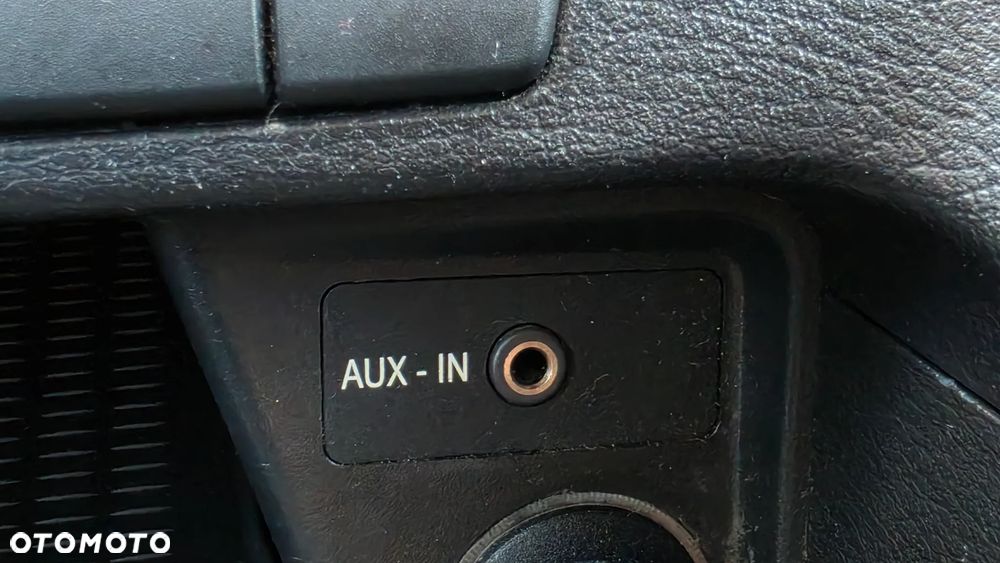 AUX - IN
OTOMOTO